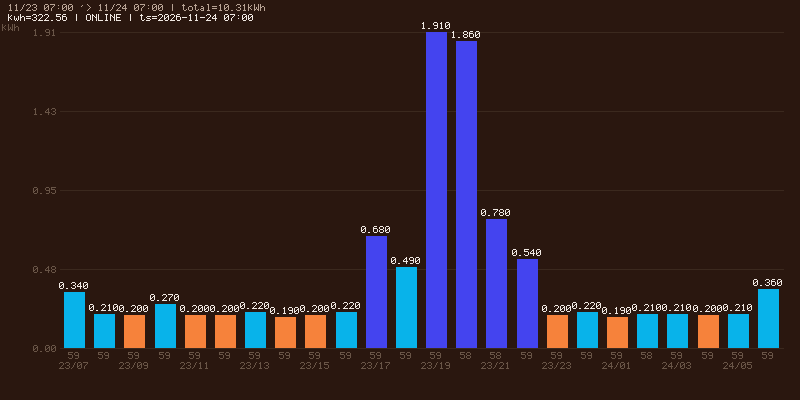 11/23 07:00 -> 11/24 07:00 | total=10.31kWh
Kwh=322.56 | ONLINE | ts=2026-11-24 07:00
kWh
1.91
1.43
0.95
0.48
0.00
0.340 0.210 0.200 0.270 0.200 0.200 0.220 0.190 0.200 0.220 0.680 0.490 1.910 1.860 0.780 0.540 0.200 0.220 0.190 0.210 0.210 0.200 0.210 0.360
59 59 59 59 59 59 59 59 59 59 59 59 59 58 58 59 59 59 59 58 59 59 59 59
23/07 23/09 23/11 23/13 23/15 23/17 23/19 23/21 23/23 24/01 24/03 24/05